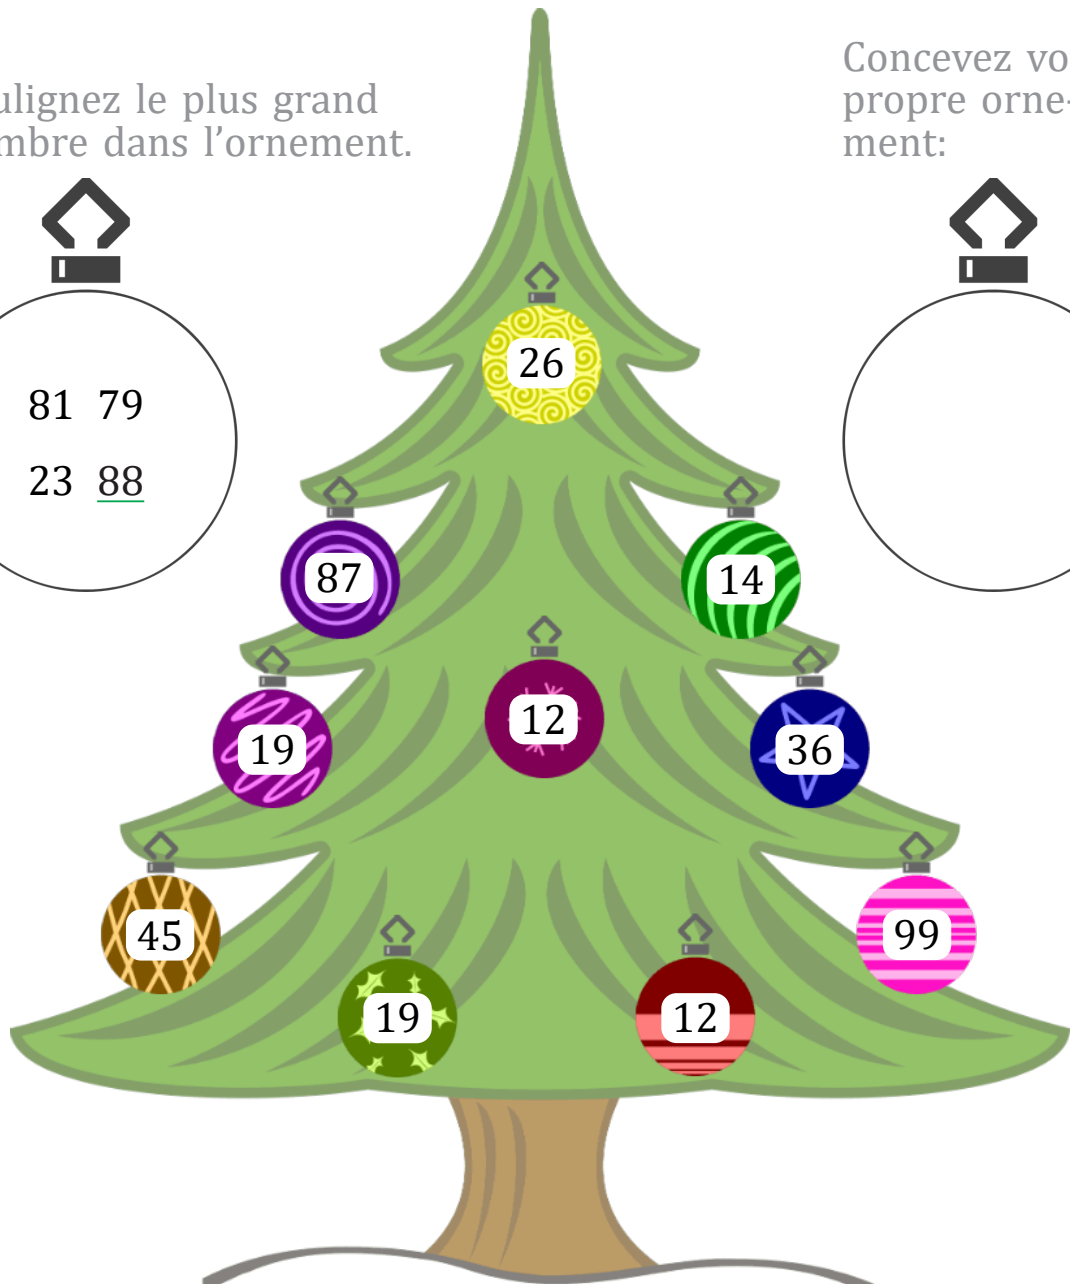 ulignez le plus grand
mbre dans l'ornement.
Concevez vo
propre orne-
ment:
81 79
23 88
26
87
14
19
12
36
45
99
19
12